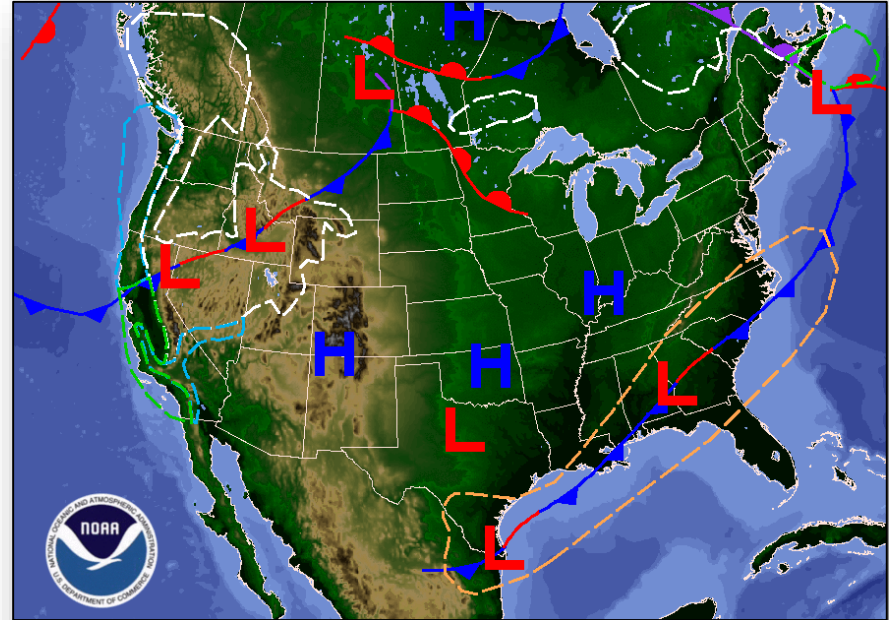 H
L
L
L
L
H
H
H
L
L
L
NOAA
NATIONAL OCEANIC AND ATMOSPHERIC ADMINISTRATION
U.S. DEPARTMENT OF COMMERCE